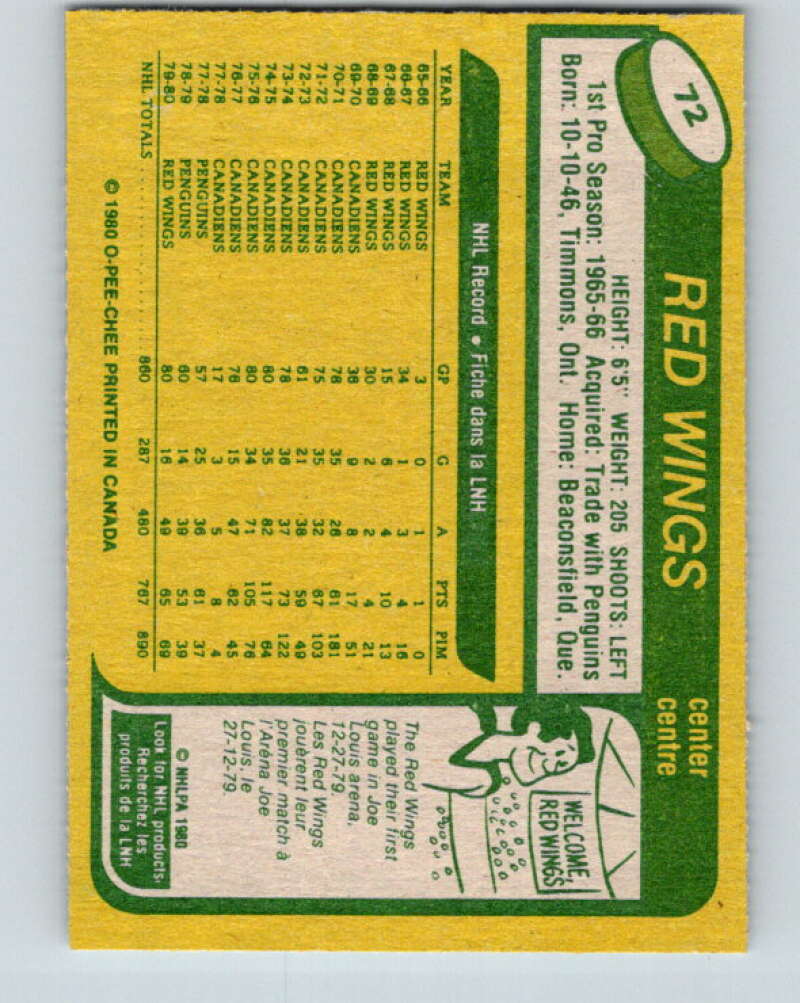 72
RED WINGS
center
centre
HEIGHT: 6'5" WEIGHT: 205 SHOOTS: LEFT
1st Pro Season: 1965-66 Acquired: Trade with Penguins
Born: 10-10-46, Timmons, Ont. Home: Beaconsfield, Que.
NHL Record • Fiche dans la LNH
YEAR TEAM GP G A PTS PIM
65-66 RED WINGS 3 0 1 1 0
66-67 RED WINGS 34 1 3 4 16
67-68 RED WINGS 15 6 4 10 13
68-69 RED WINGS 30 2 2 4 21
69-70 CANADIENS 36 9 8 17 51
70-71 CANADIENS 76 35 26 61 181
71-72 CANADIENS 75 35 32 67 103
72-73 CANADIENS 61 21 38 59 49
73-74 CANADIENS 78 36 37 73 122
74-75 CANADIENS 80 35 82 117 64
75-76 CANADIENS 80 34 71 105 76
76-77 CANADIENS 76 15 47 62 45
77-78 CANADIENS 17 3 5 8 4
77-78 PENGUINS 57 25 36 61 37
78-79 PENGUINS 60 14 39 53 39
79-80 RED WINGS 80 16 49 65 69
NHL TOTALS .......... 860 287 480 767 890
© 1980 O-PEE-CHEE PRINTED IN CANADA
WELCOME,
RED WINGS
The Red Wings
played their first
game in Joe
Louis arena,
12-27-79.
Les Red Wings
jouèrent leur
premier match à
l'Aréna Joe
Louis, le
27-12-79.
© NHLPA 1980
Look for NHL products.
Recherchez les
produits de la LNH